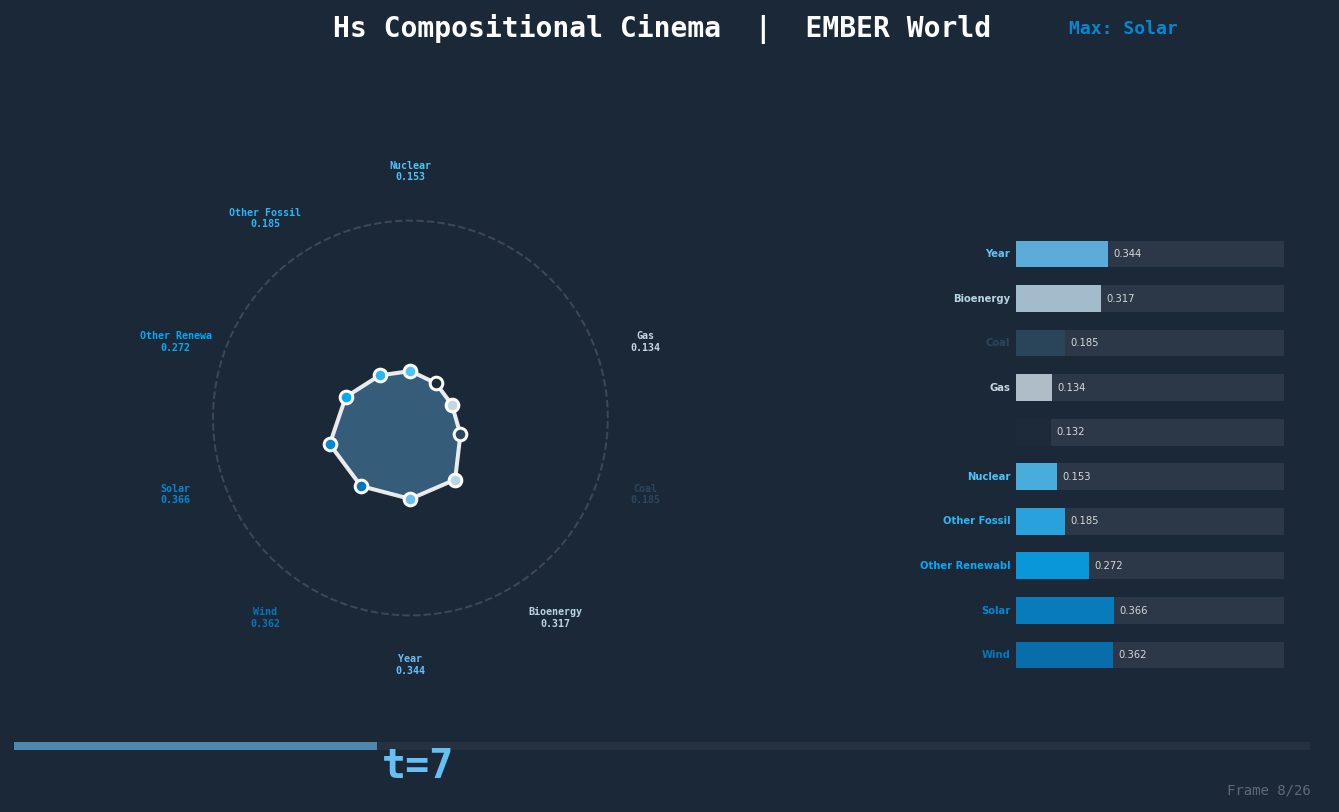 Hs Compositional Cinema | EMBER World
Max: Solar
Nuclear
0.153
Other Fossil
0.185
Other Renewa
0.272
Gas
0.134
Solar
0.366
Coal
0.185
Wind
0.362
Bioenergy
0.317
Year
0.344
Year 0.344
Bioenergy 0.317
Coal 0.185
Gas 0.134
0.132
Nuclear 0.153
Other Fossil 0.185
Other Renewabl 0.272
Solar 0.366
Wind 0.362
t=7
Frame 8/26